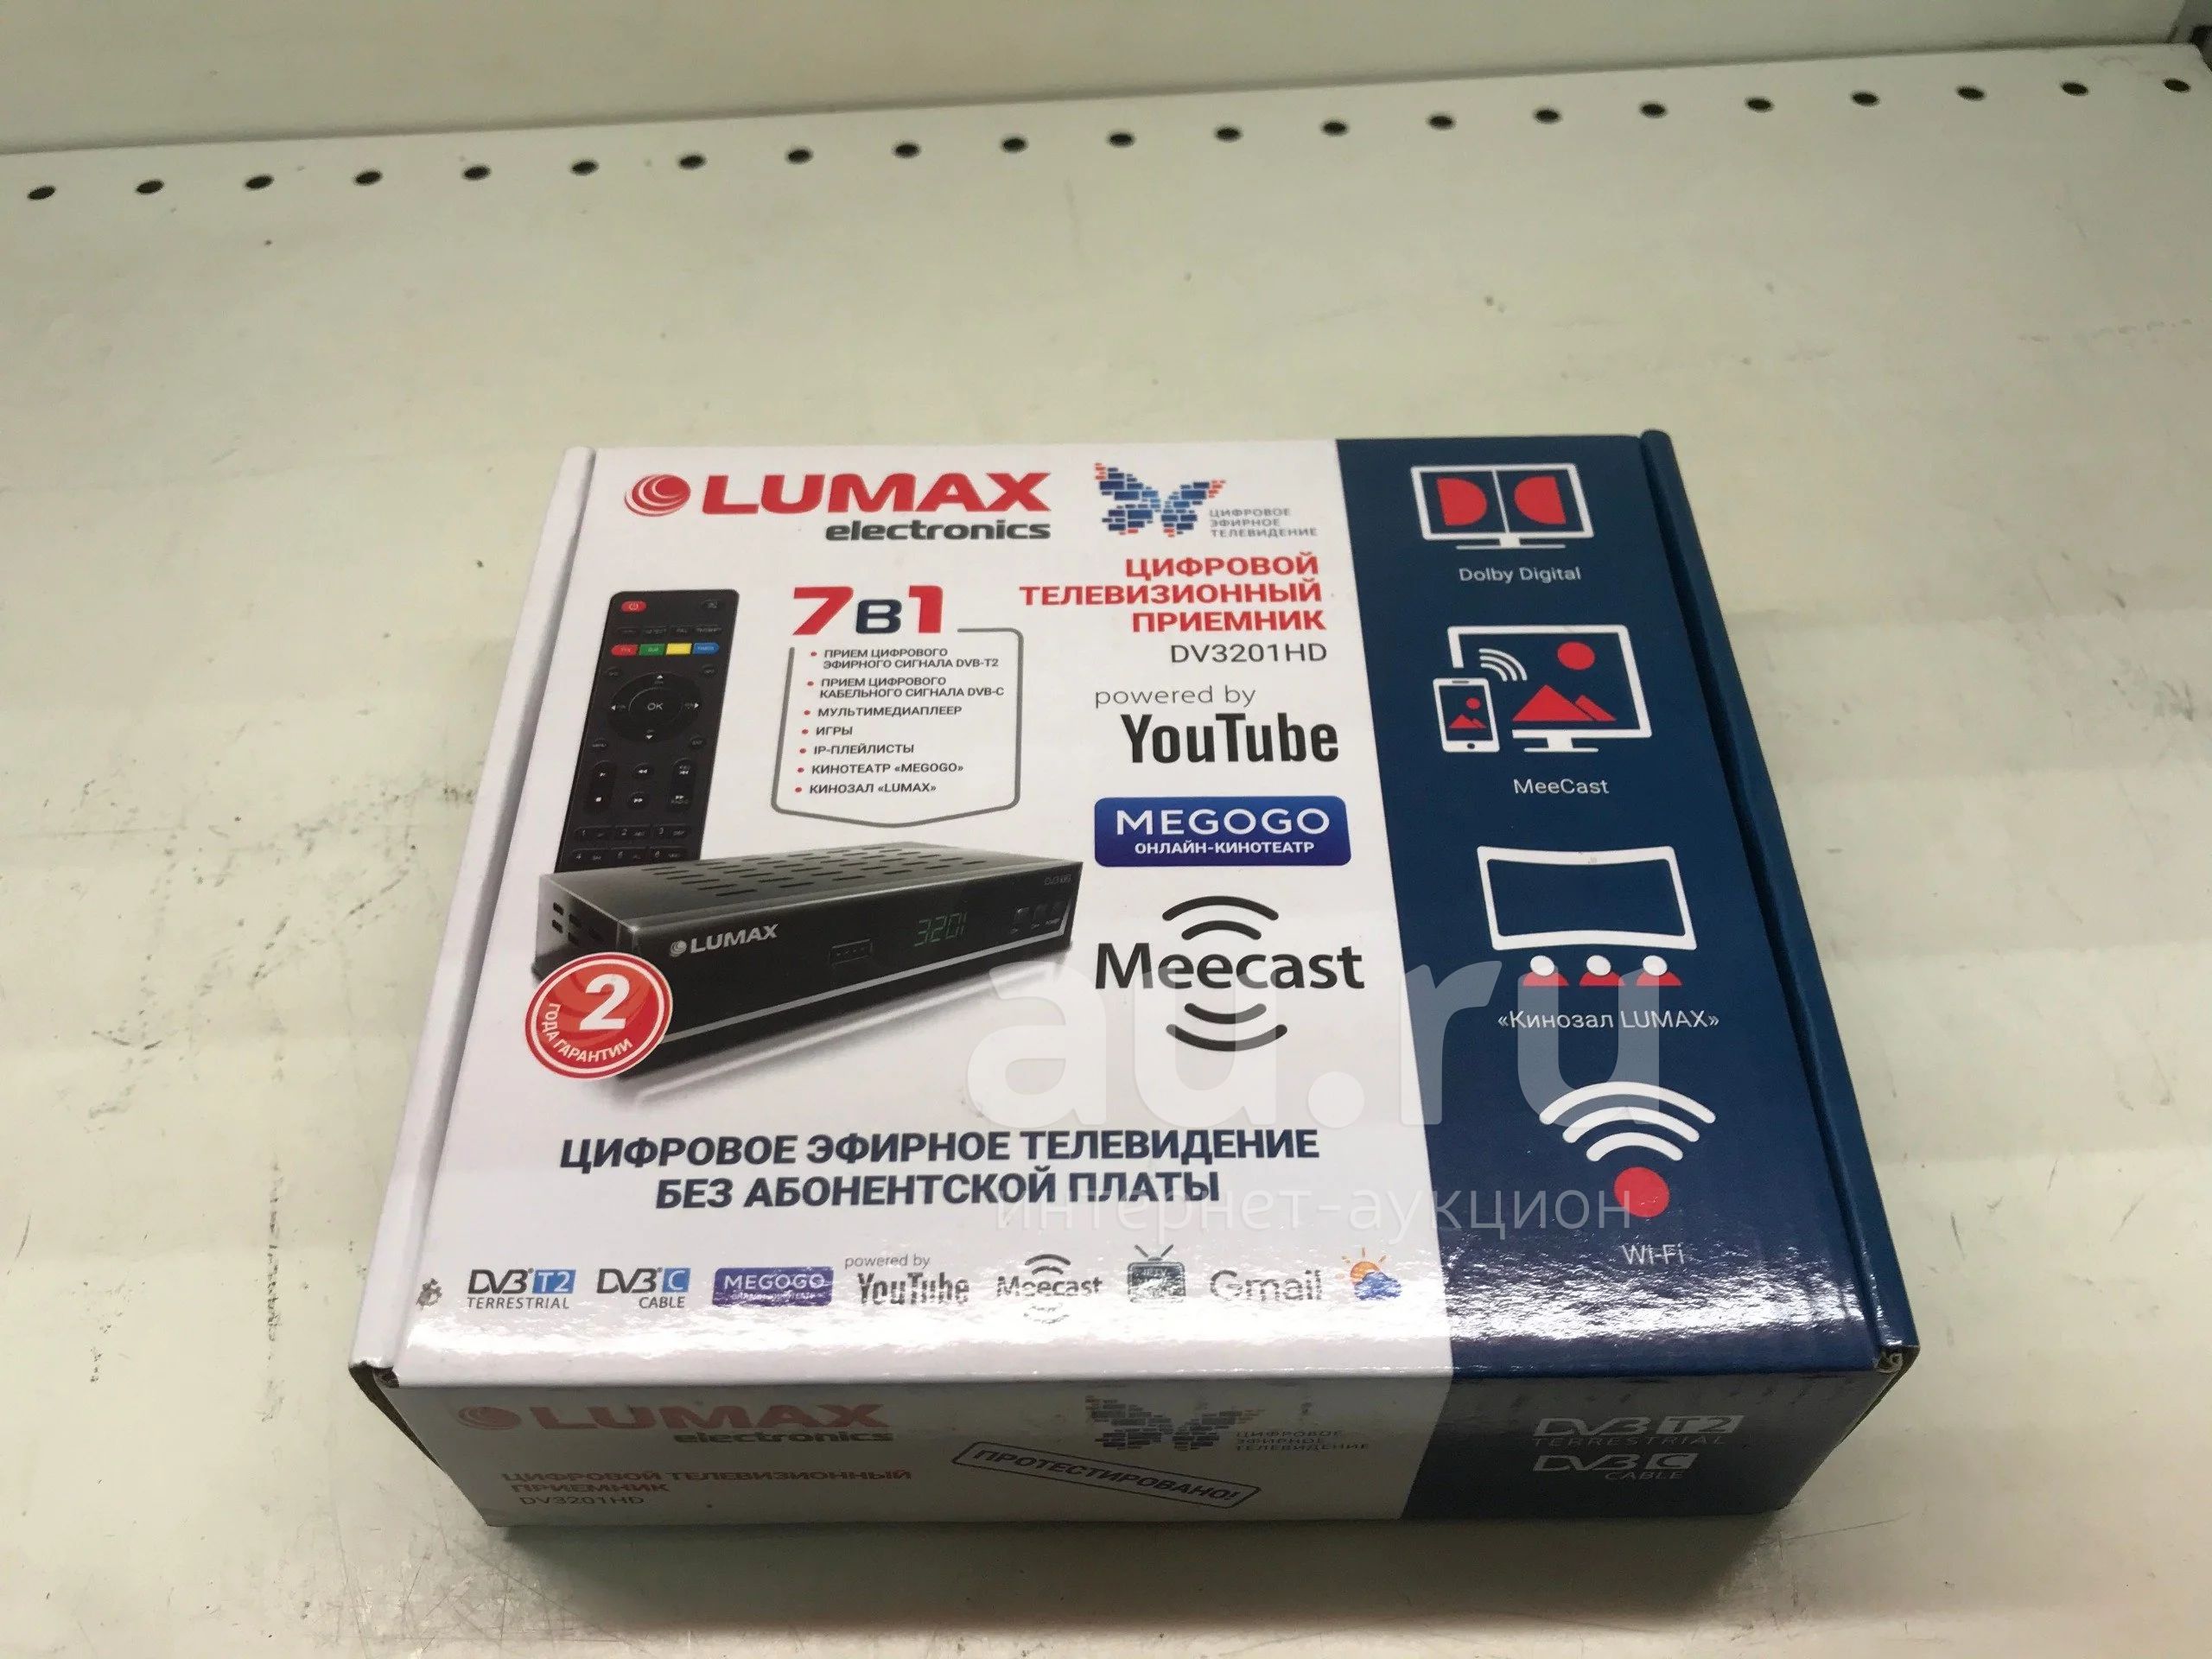 LUMAX
electronics
ЦИФРОВОЕ
ЭФИРНОЕ
ТЕЛЕВИДЕНИЕ
ЦИФРОВОЙ
ТЕЛЕВИЗИОННЫЙ
ПРИЕМНИК
DV3201HD
7в1
• ПРИЕМ ЦИФРОВОГО
ЭФИРНОГО СИГНАЛА DVB-T2
• ПРИЕМ ЦИФРОВОГО
КАБЕЛЬНОГО СИГНАЛА DVB-C
• МУЛЬТИМЕДИАПЛЕЕР
• ИГРЫ
• IP-ПЛЕЙЛИСТЫ
• КИНОТЕАТР «MEGOGO»
• КИНОЗАЛ «LUMAX»
OK
powered by
YouTube
MEGOGO
ОНЛАЙН-КИНОТЕАТР
Meecast
LUMAX
3201
2
ГОДА ГАРАНТИИ
ЦИФРОВОЕ ЭФИРНОЕ ТЕЛЕВИДЕНИЕ
БЕЗ АБОНЕНТСКОЙ ПЛАТЫ
DVB T2
TERRESTRIAL
DVB C
CABLE
MEGOGO
powered by
YouTube
Meecast
Gmail
Dolby Digital
MeeCast
«Кинозал LUMAX»
Wi-Fi
au.ru
интернет-аукцион
LUMAX
electronics
ЦИФРОВОЙ ТЕЛЕВИЗИОННЫЙ
ПРИЕМНИК
DV3201HD
ПРОТЕСТИРОВАНО!
ЦИФРОВОЕ
ЭФИРНОЕ
ТЕЛЕВИДЕНИЕ
DVB T2
TERRESTRIAL
DVB C
CABLE